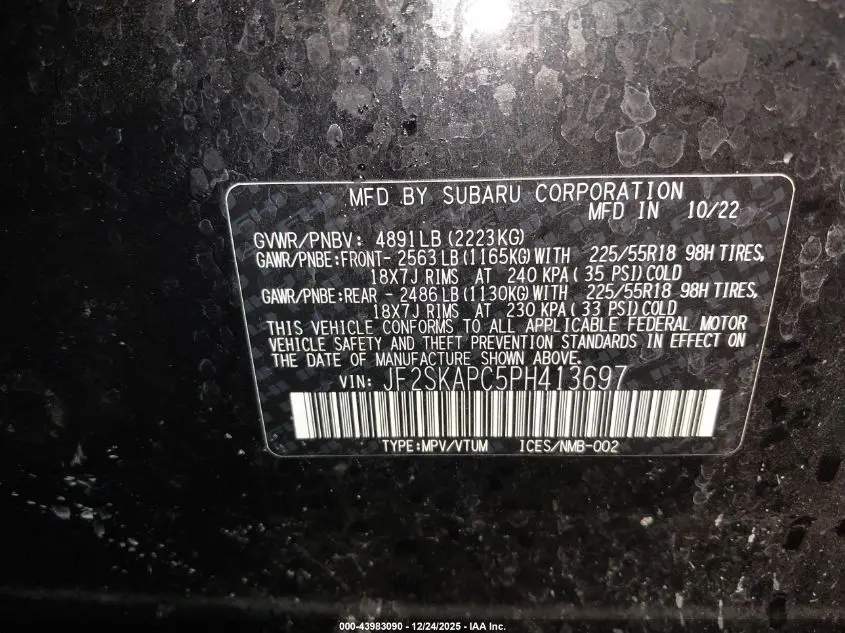 MFD BY SUBARU CORPORATION
MFD IN 10/22
GVWR/PNBV: 4891LB (2223KG)
GAWR/PNBE:FRONT- 2563 LB (1165KG) WITH 225/55R18 98H TIRES,
18X7J RIMS AT 240 KPA ( 35 PSI) COLD
GAWR/PNBE:REAR - 2486 LB (1130KG) WITH 225/55R18 98H TIRES,
18X7J RIMS AT 230 KPA ( 33 PSI) COLD
THIS VEHICLE CONFORMS TO ALL APPLICABLE FEDERAL MOTOR
VEHICLE SAFETY AND THEFT PREVENTION STANDARDS IN EFFECT ON
THE DATE OF MANUFACTURE SHOWN ABOVE.
VIN: JF2SKAPC5PH413697
TYPE:MPV/VTUM ICES/NMB-002
000-43983090 - 12/24/2025 - IAA Inc.